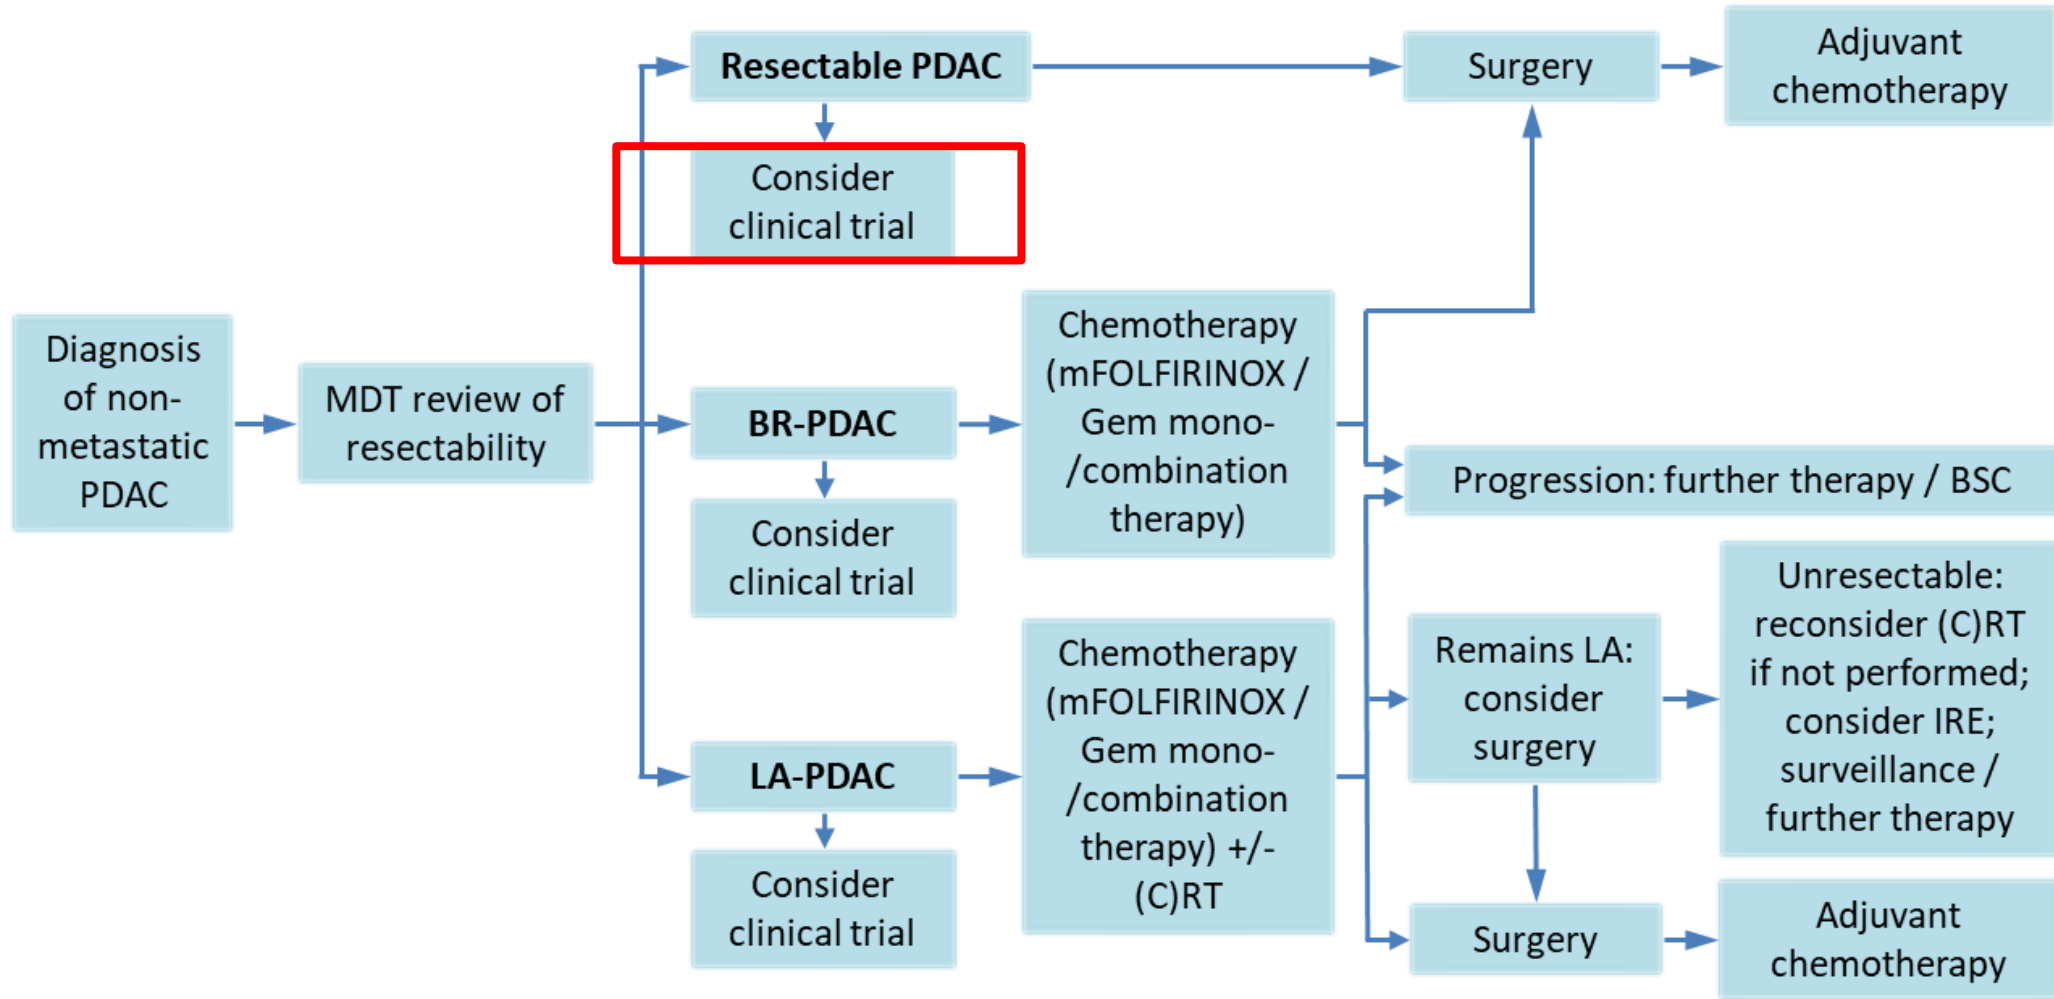 Resectable PDAC
Surgery
Adjuvant
chemotherapy
Consider
clinical trial
Diagnosis
of non-
metastatic
PDAC
MDT review of
resectability
BR-PDAC
Chemotherapy
(mFOLFIRINOX /
Gem mono-
/combination
therapy)
Consider
clinical trial
Progression: further therapy / BSC
LA-PDAC
Chemotherapy
(mFOLFIRINOX /
Gem mono-
/combination
therapy) +/-
(C)RT
Consider
clinical trial
Remains LA:
consider
surgery
Unresectable:
reconsider (C)RT
if not performed;
consider IRE;
surveillance /
further therapy
Surgery
Adjuvant
chemotherapy